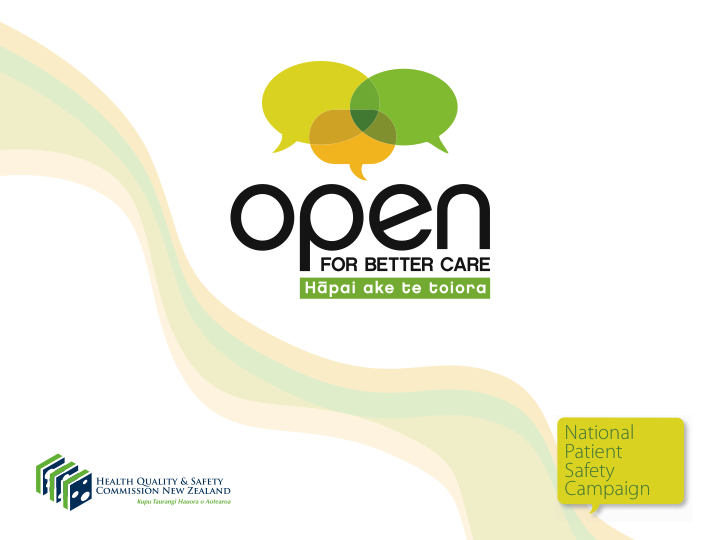 open
FOR BETTER CARE
Hāpai ake te toiora
National
Patient
Safety
Campaign
HEALTH QUALITY & SAFETY
COMMISSION NEW ZEALAND
Kupu Taurangi Hauora o Aotearoa